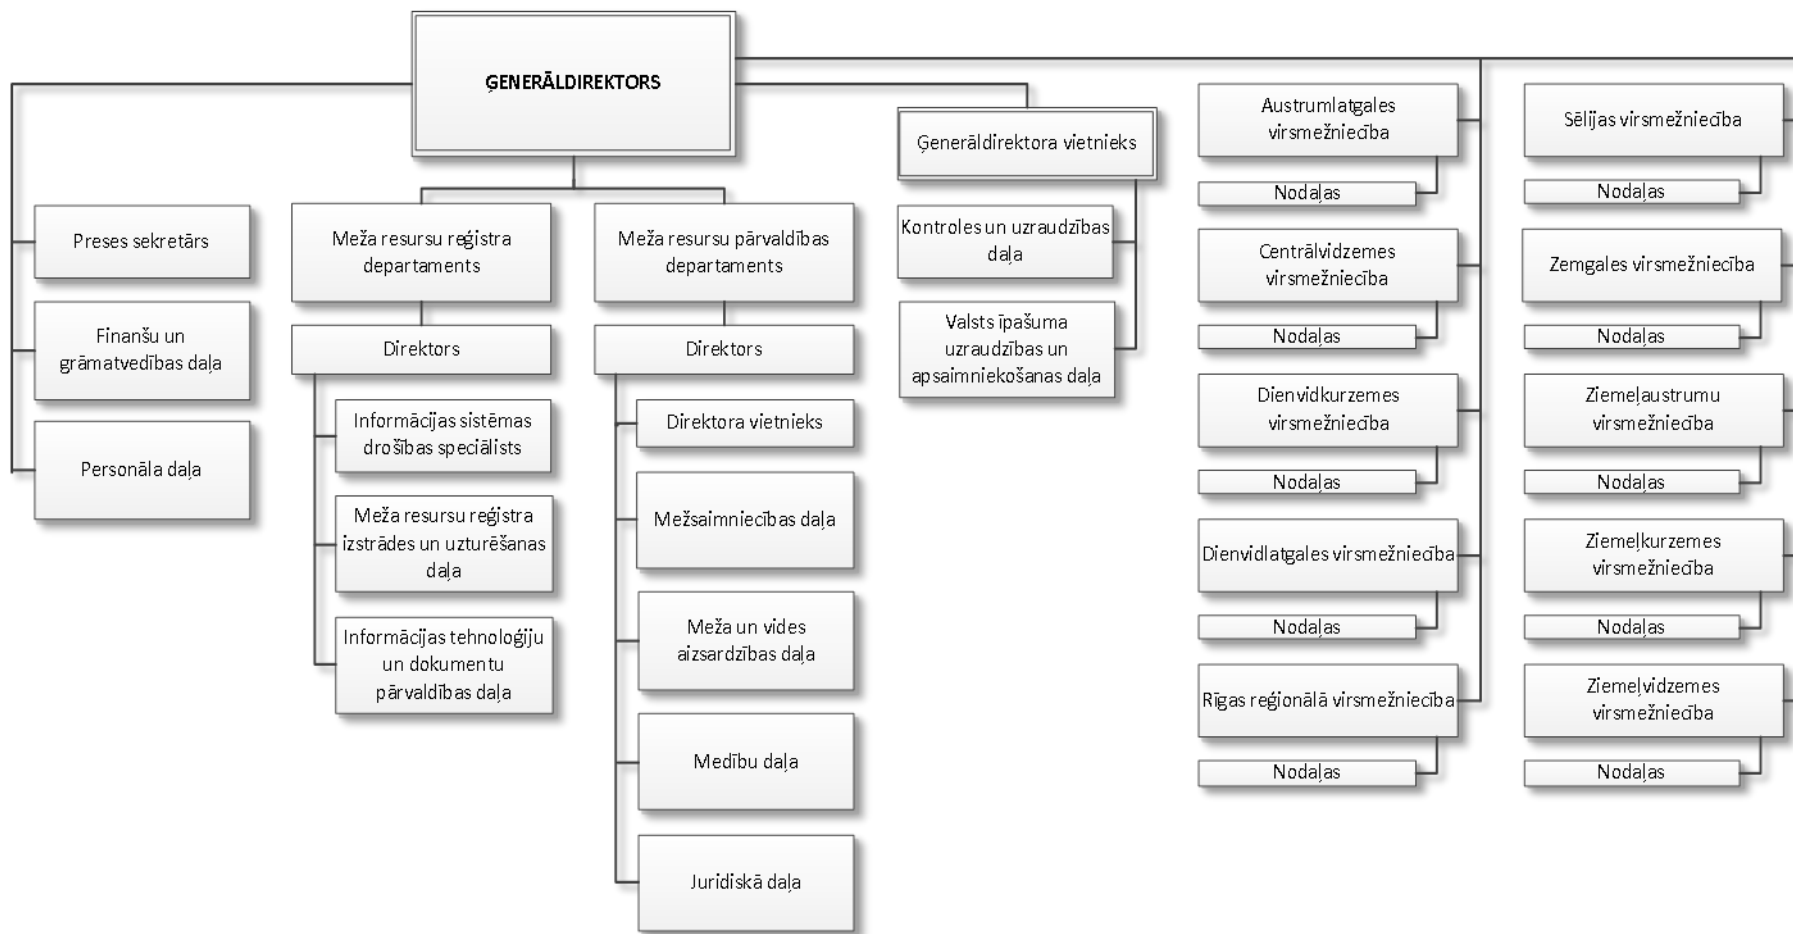 ĢENERĀLDIREKTORS
Preses sekretārs
Finanšu un
grāmatvedības daļa
Personāla daļa
Meža resursu reģistra
departaments
Direktors
Informācijas sistēmas
drošības speciālists
Meža resursu reģistra
izstrādes un uzturēšanas
daļa
Informācijas tehnoloģiju
un dokumentu
pārvaldības daļa
Meža resursu pārvaldības
departaments
Direktors
Direktora vietnieks
Mežsaimniecības daļa
Meža un vides
aizsardzības daļa
Medību daļa
Juridiskā daļa
Ģenerāldirektora vietnieks
Kontroles un uzraudzības
daļa
Valsts īpašuma
uzraudzības un
apsaimniekošanas daļa
Austrumlatgales
virsmežniecība
Nodaļas
Centrālvidzemes
virsmežniecība
Nodaļas
Dienvidkurzemes
virsmežniecība
Nodaļas
Dienvidlatgales virsmežniecība
Nodaļas
Rīgas reģionālā virsmežniecība
Nodaļas
Sēlijas virsmežniecība
Nodaļas
Zemgales virsmežniecība
Nodaļas
Ziemeļaustrumu
virsmežniecība
Nodaļas
Ziemeļkurzemes
virsmežniecība
Nodaļas
Ziemeļvidzemes
virsmežniecība
Nodaļas